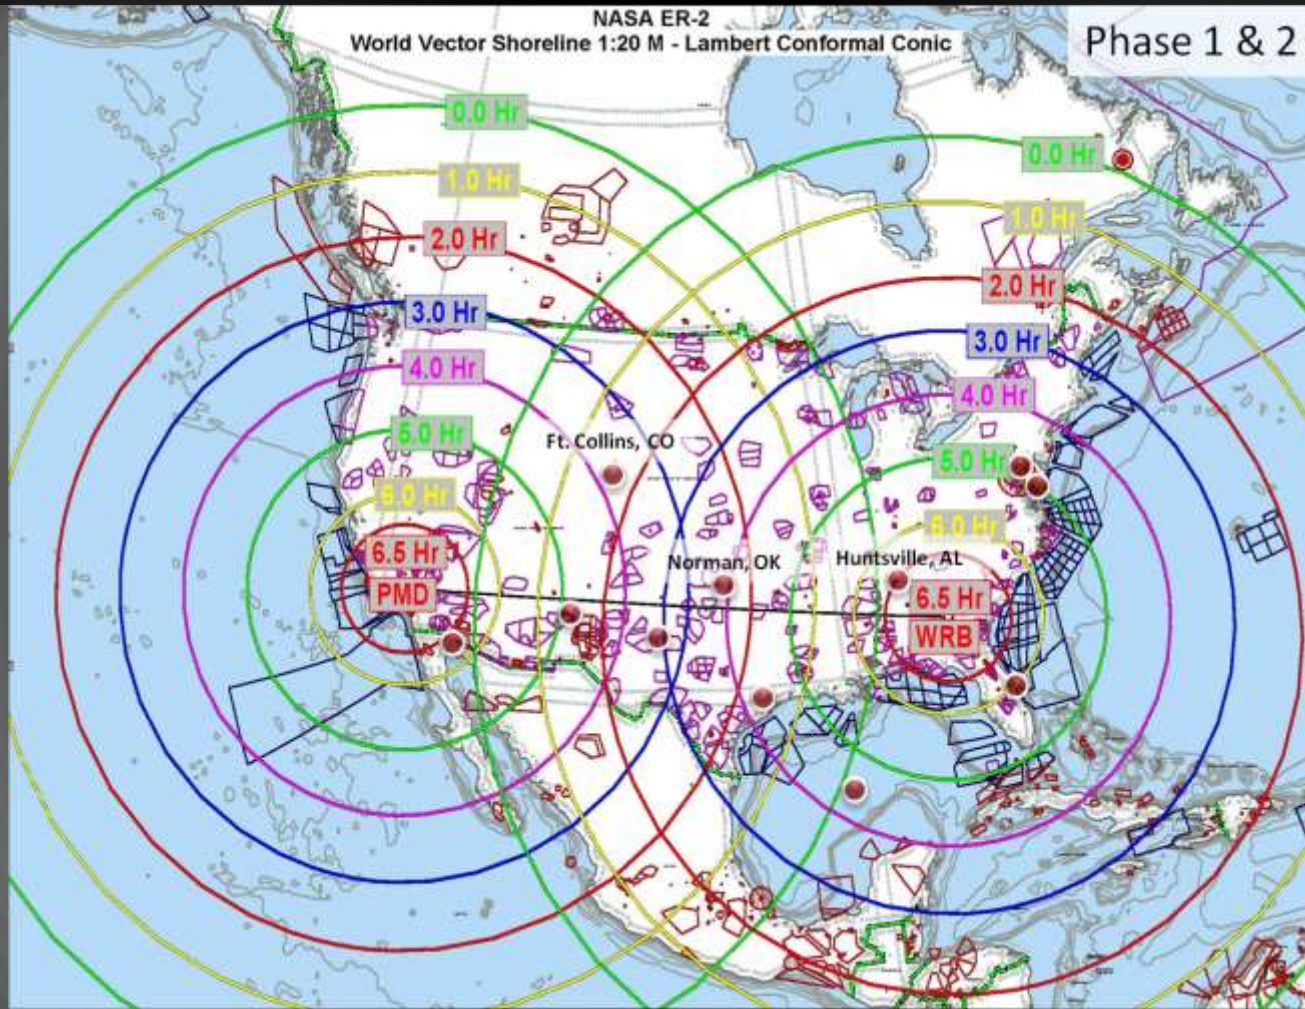 NASA ER-2
World Vector Shoreline 1:20 M - Lambert Conformal Conic
Phase 1 & 2
0.0 Hr
1.0 Hr
2.0 Hr
3.0 Hr
4.0 Hr
5.0 Hr
6.0 Hr
6.5 Hr
PMD
0.0 Hr
1.0 Hr
2.0 Hr
3.0 Hr
4.0 Hr
5.0 Hr
6.0 Hr
6.5 Hr
WRB
Ft. Collins, CO
Norman, OK
Huntsville, AL